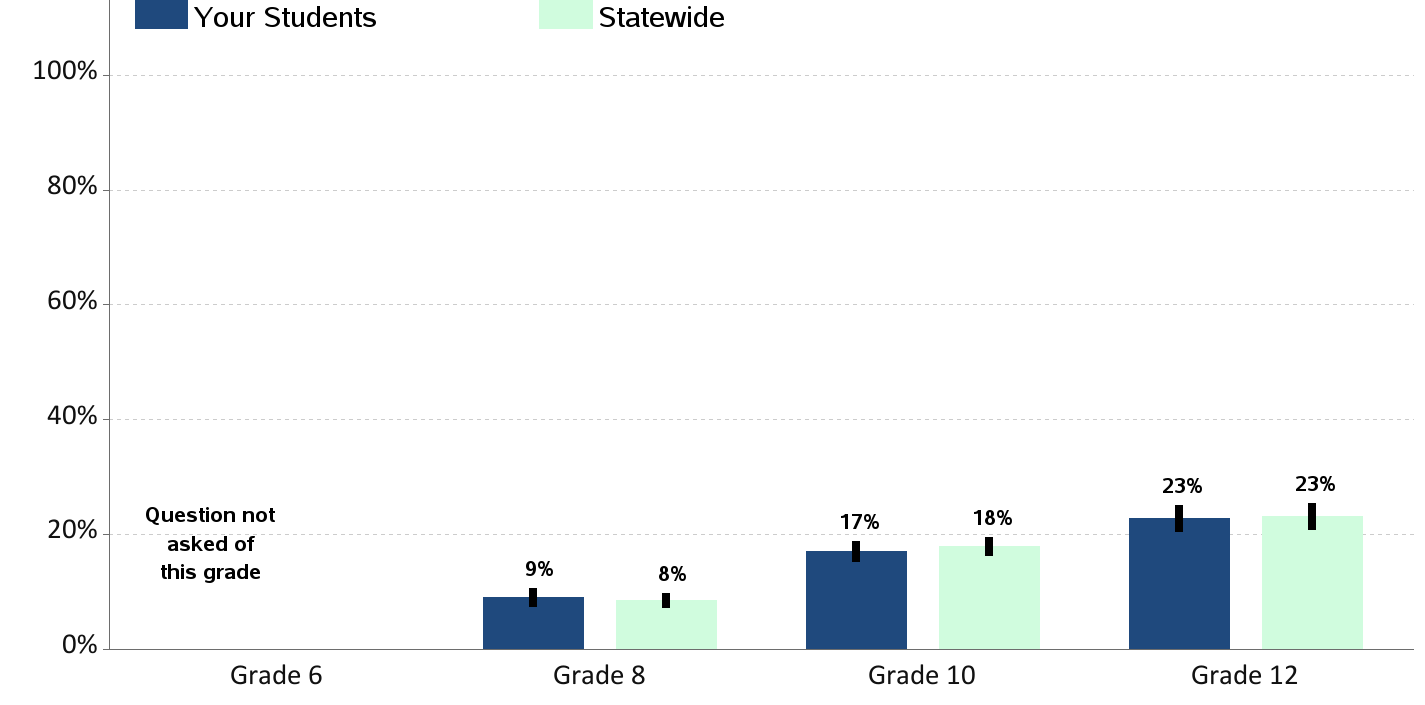 Your Students Statewide
100%
80%
60%
40%
20%
0%
Question not
asked of
this grade
9% 8% 17% 18% 23% 23%
Grade 6 Grade 8 Grade 10 Grade 12